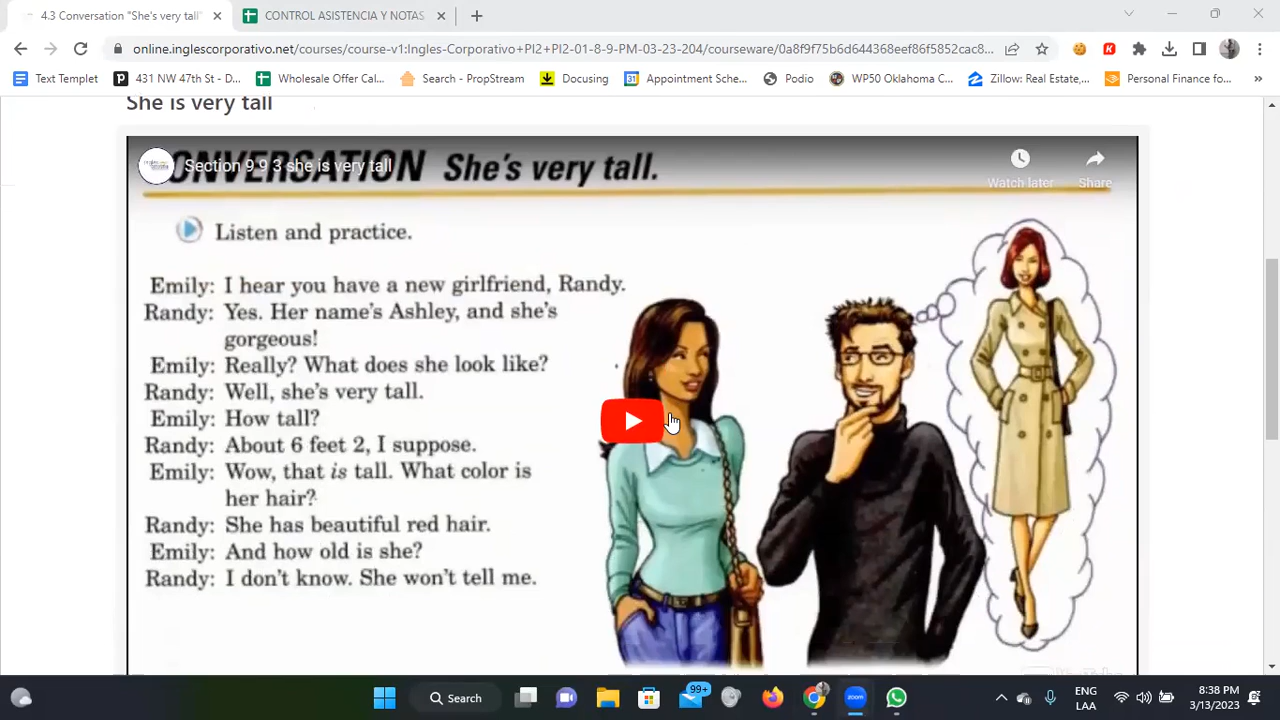 4.3 Conversation "She's very tall"
CONTROL ASISTENCIA Y NOTAS
online.inglescorporativo.net/courses/course-v1:Ingles-Corporativo+PI2+PI2-01-8-9-PM-03-23-204/courseware/0a8f9f75b6d644368eef86f5852cac8...
Text Templet
431 NW 47th St - D...
Wholesale Offer Cal...
Search - PropStream
Docusing
31
Appointment Sche...
Podio
WP50 Oklahoma C...
Zillow: Real Estate,...
Personal Finance fo...
»
She is very tall
ONVERSATION She's very tall.
Section 9 9 3 she is very tall
Watch later
Share
Listen and practice.
Emily: I hear you have a new girlfriend, Randy.
Randy: Yes. Her name's Ashley, and she's
gorgeous!
Emily: Really? What does she look like?
Randy: Well, she's very tall.
Emily: How tall?
Randy: About 6 feet 2, I suppose.
Emily: Wow, that is tall. What color is
her hair?
Randy: She has beautiful red hair.
Emily: And how old is she?
Randy: I don't know. She won't tell me.
Search
99+
zoom
ENG
LAA
8:38 PM
3/13/2023